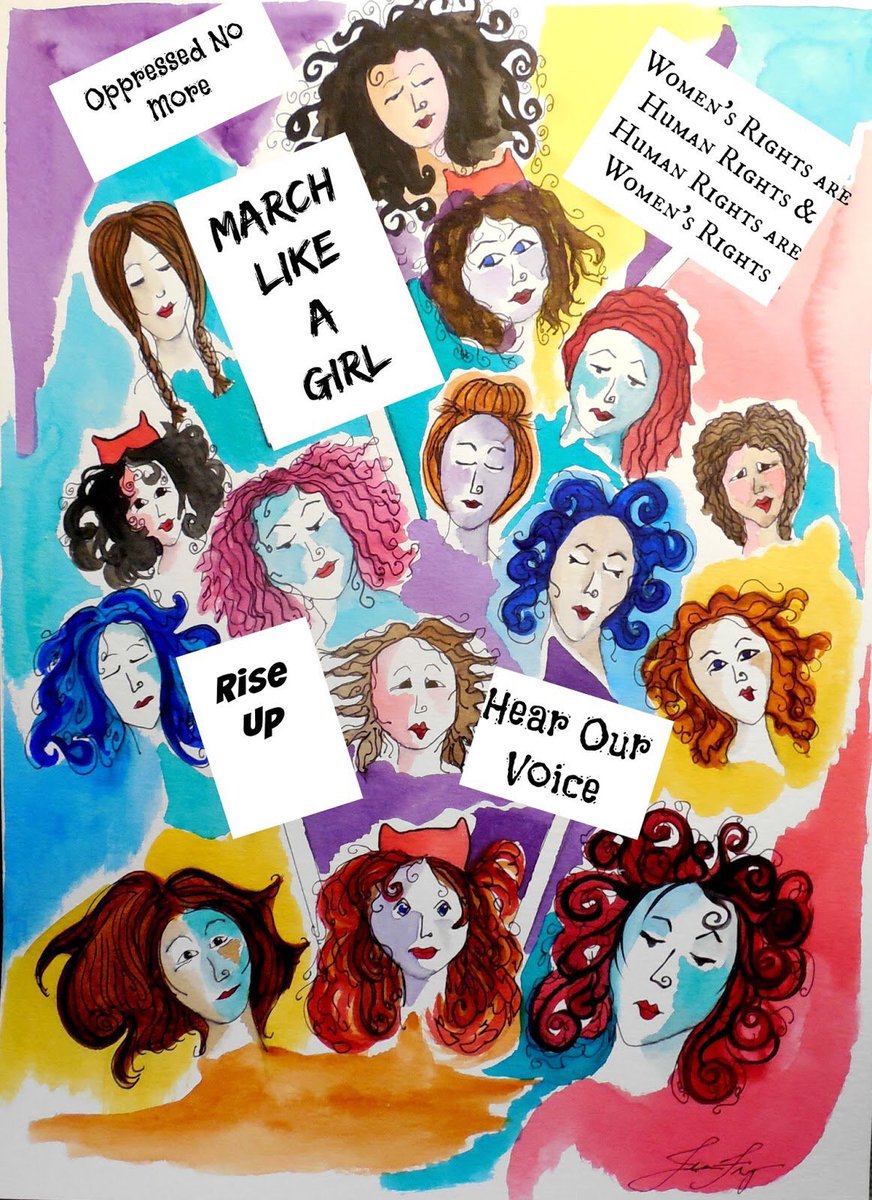 Oppressed No
More
MARCH
LIKE
A
GIRL
Women's Rights are
Human Rights &
Human Rights are
Women's Rights
Rise
Up
Hear Our
Voice